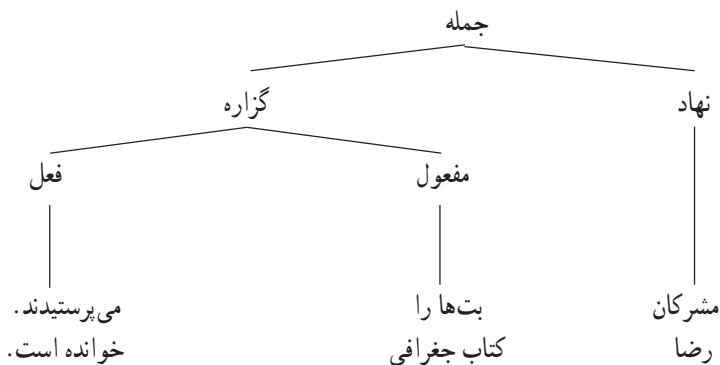 جمله
نهاد گزاره
مفعول فعل
مشرکان بت‌ها را می‌پرستیدند.
رضا کتاب جغرافی خوانده است.